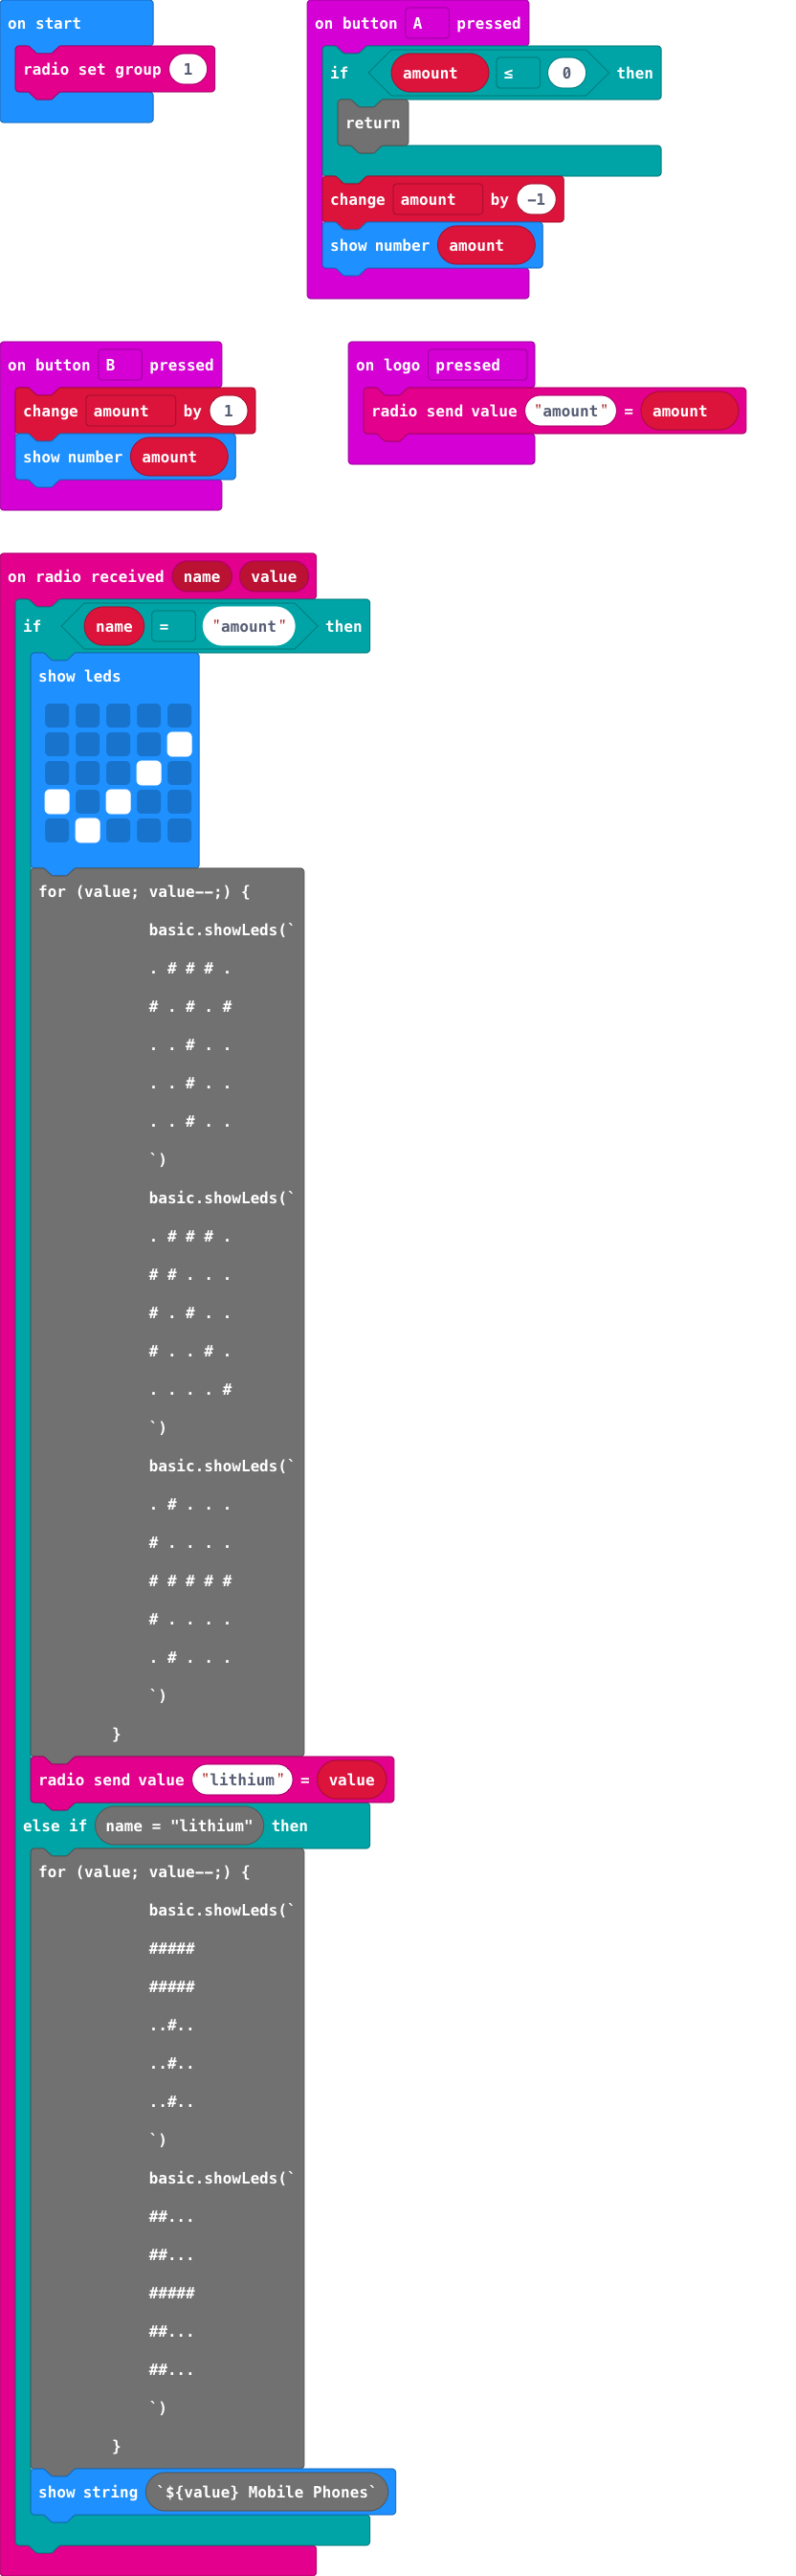 on start
radio set group 1
on button A pressed
if amount ≤ 0 then
return
change amount by -1
show number amount
on button B pressed
change amount by 1
show number amount
on logo pressed
radio send value "amount" = amount
on radio received name value
if name = "amount" then
show leds
for (value; value--;) {
basic.showLeds(`
. # # # .
# . # . #
. . # . .
. . # . .
. . # . .
`)
basic.showLeds(`
. # # # .
# # . . .
# . # . .
# . . # .
. . . . #
`)
basic.showLeds(`
. # . . .
# . . . .
# # # # #
# . . . .
. # . . .
`)
}
radio send value "lithium" = value
else if name = "lithium" then
for (value; value--;) {
basic.showLeds(`
#####
#####
..#..
..#..
..#..
`)
basic.showLeds(`
##...
##...
#####
##...
##...
`)
}
show string `${value} Mobile Phones`